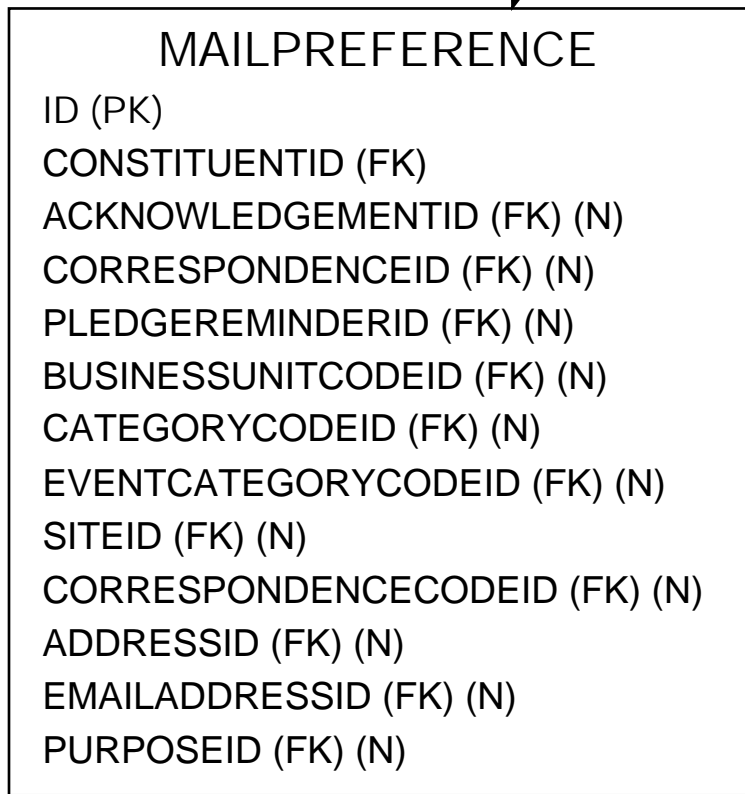 MAILPREFERENCE
ID (PK)
CONSTITUENTID (FK)
ACKNOWLEDGEMENTID (FK) (N)
CORRESPONDENCEID (FK) (N)
PLEDGEREMINDERID (FK) (N)
BUSINESSUNITCODEID (FK) (N)
CATEGORYCODEID (FK) (N)
EVENTCATEGORYCODEID (FK) (N)
SITEID (FK) (N)
CORRESPONDENCECODEID (FK) (N)
ADDRESSID (FK) (N)
EMAILADDRESSID (FK) (N)
PURPOSEID (FK) (N)